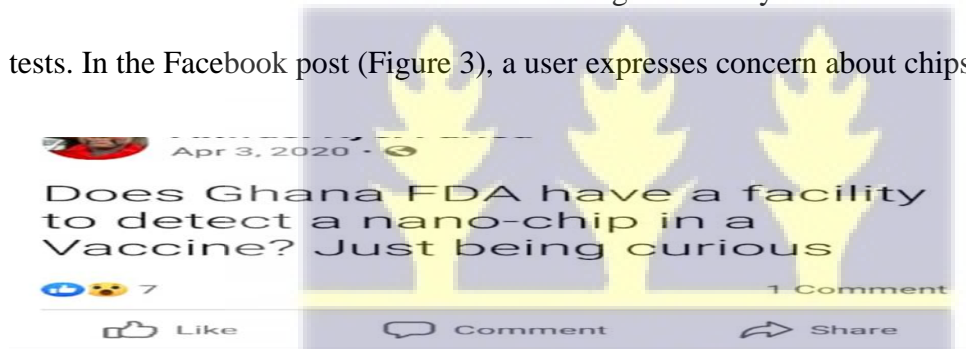 tests. In the Facebook post (Figure 3), a user expresses concern about chips
Apr 3, 2020
Does Ghana FDA have a facility
to detect a nano-chip in a
Vaccine? Just being curious
7 1 Comment
Like Comment Share